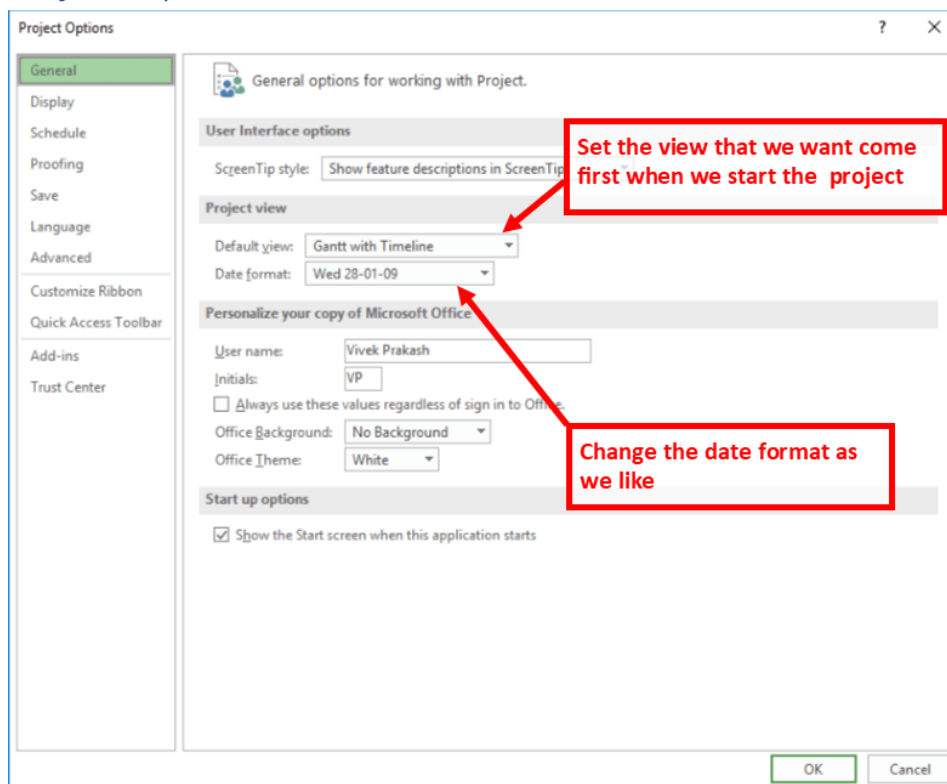 Project Options
?
General
Display
Schedule
Proofing
Save
Language
Advanced
Customize Ribbon
Quick Access Toolbar
Add-ins
Trust Center
General options for working with Project.
User Interface options
ScreenTip style: Show feature descriptions in ScreenTip
Set the view that we want come
first when we start the project
Project view
Default view: Gantt with Timeline
Date format: Wed 28-01-09
Personalize your copy of Microsoft Office
User name: Vivek Prakash
Initials: VP
Always use these values regardless of sign in to Office.
Office Background: No Background
Office Theme: White
Change the date format as
we like
Start up options
Show the Start screen when this application starts
OK Cancel